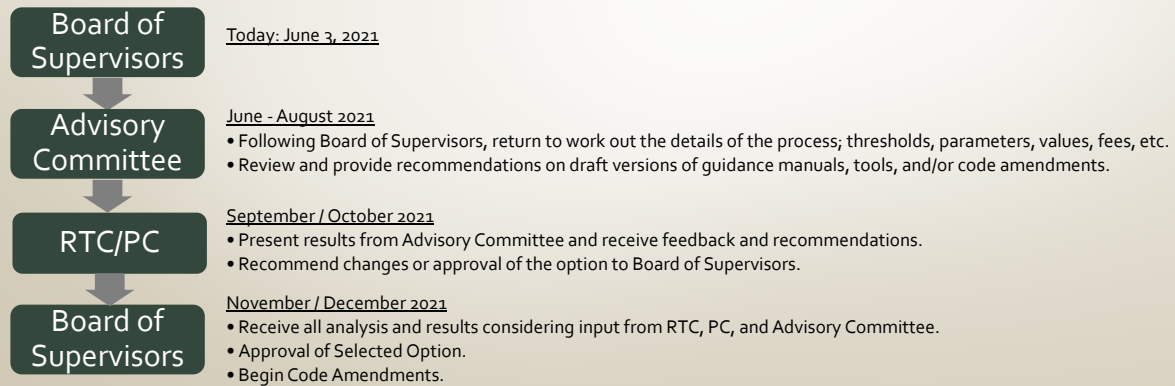 Board of
Supervisors
Today: June 3, 2021
Advisory
Committee
June - August 2021
• Following Board of Supervisors, return to work out the details of the process; thresholds, parameters, values, fees, etc.
• Review and provide recommendations on draft versions of guidance manuals, tools, and/or code amendments.
RTC/PC
September / October 2021
• Present results from Advisory Committee and receive feedback and recommendations.
• Recommend changes or approval of the option to Board of Supervisors.
Board of
Supervisors
November / December 2021
• Receive all analysis and results considering input from RTC, PC, and Advisory Committee.
• Approval of Selected Option.
• Begin Code Amendments.